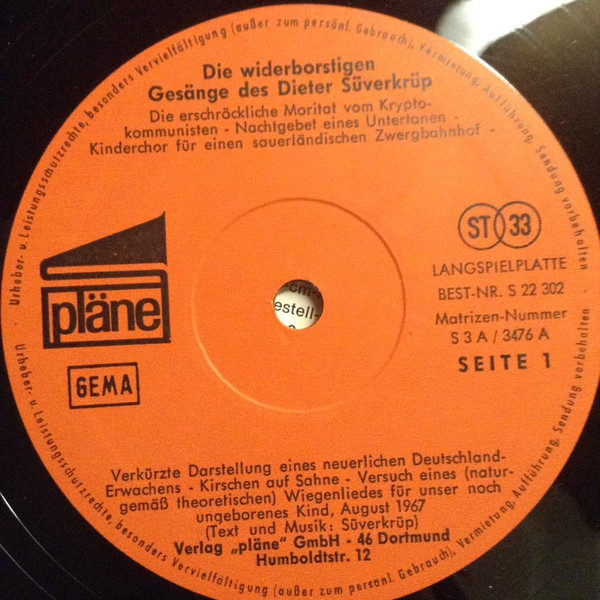 Urheber- u. Leistungsschutzrechte, besonders Vervielfältigung (außer zum persönl. Gebrauch), Vermietung, Aufführung, Sendung vorbehalten
Die widerborstigen
Gesänge des Dieter Süverkrüp
Die erschröckliche Moritat vom Krypto-
kommunisten - Nachtgebet eines Untertanen -
Kinderchor für einen sauerländischen Zwergbahnhof -
pläne
GEMA
ST 33
LANGSPIELPLATTE
BEST-NR. S 22 302
Matrizen-Nummer
S 3 A / 3476 A
SEITE 1
-cm-
estell-
Verkürzte Darstellung eines neuerlichen Deutschland-
Erwachens - Kirschen auf Sahne - Versuch eines (natur-
gemäß theoretischen) Wiegenliedes für unser noch
ungeborenes Kind, August 1967
(Text und Musik: Süverkrüp)
Verlag „pläne" GmbH - 46 Dortmund
Humboldtstr. 12
Urheber- u. Leistungsschutzrechte, besonders Vervielfältigung (außer zum persönl. Gebrauch), Vermietung, Aufführung, Sendung vorbehalten